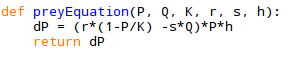 def preyEquation(P, Q, K, r, s, h):
    dP = (r*(1-P/K) -s*Q)*P*h
    return dP